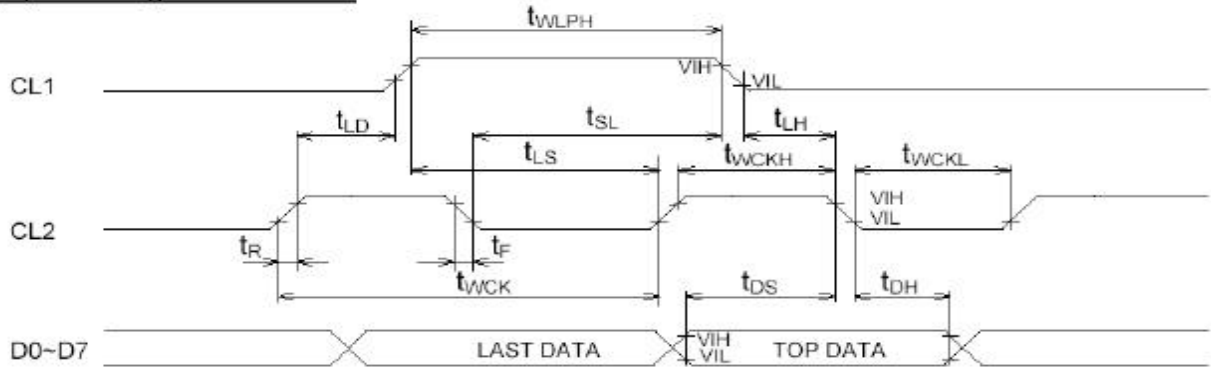 tWLPH
CL1
VIH
VIL
tLD
tSL
tLH
tLS
tWCKH
tWCKL
CL2
VIH
VIL
tR
tF
tWCK
tDS
tDH
D0~D7
LAST DATA
VIH
VIL
TOP DATA